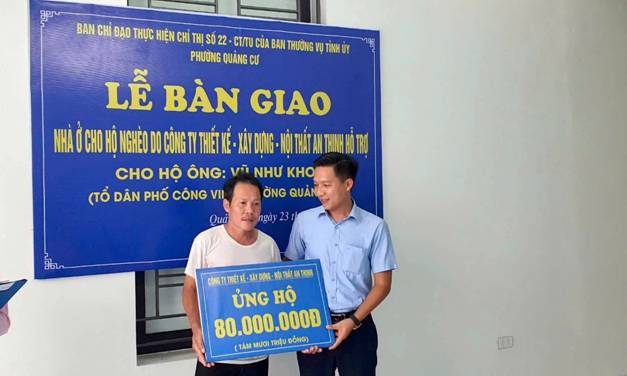 BAN CHỈ ĐẠO THỰC HIỆN CHỈ THỊ SỐ 22 - CT/TU CỦA BAN THƯỜNG VỤ TỈNH ỦY
PHƯỜNG QUẢNG CƯ
LỄ BÀN GIAO
NHÀ Ở CHO HỘ NGHÈO DO CÔNG TY THIẾT KẾ - XÂY DỰNG - NỘI THẤT AN THỊNH HỖ TRỢ
CHO HỘ ÔNG: VŨ NHƯ
(TỔ DÂN PHỐ CÔNG
ngày 23
CÔNG TY THIẾT KẾ - XÂY DỰNG - NỘI THẤT AN THỊNH
ỦNG HỘ
80.000.000Đ
(TÁM MƯƠI TRIỆU ĐỒNG)